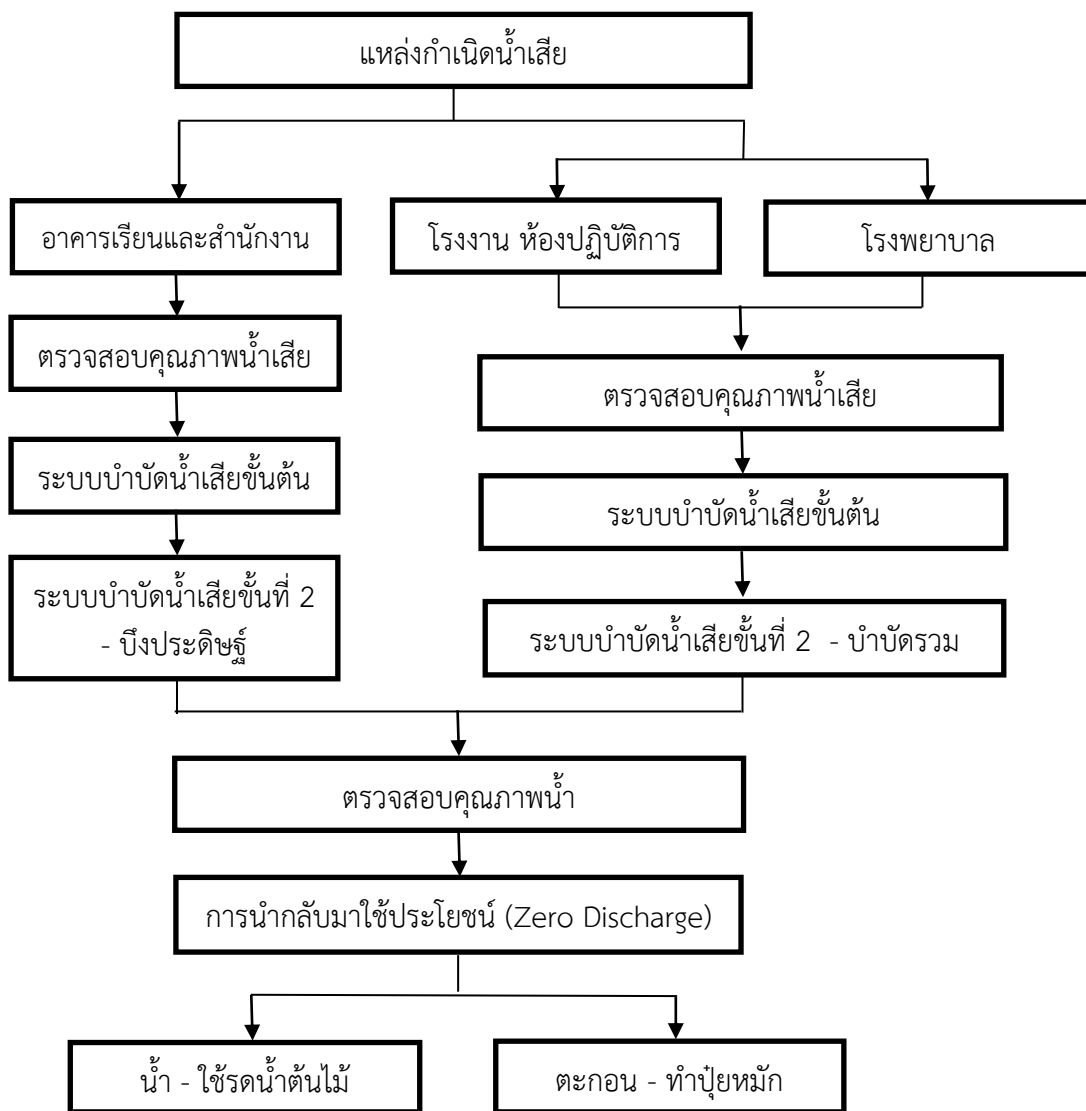 แหล่งกำเนิดน้ำเสีย
อาคารเรียนและสำนักงาน
โรงงาน ห้องปฏิบัติการ
โรงพยาบาล
ตรวจสอบคุณภาพน้ำเสีย
ตรวจสอบคุณภาพน้ำเสีย
ระบบบำบัดน้ำเสียขั้นต้น
ระบบบำบัดน้ำเสียขั้นต้น
ระบบบำบัดน้ำเสียขั้นที่ 2
- บึงประดิษฐ์
ระบบบำบัดน้ำเสียขั้นที่ 2 - บำบัดรวม
ตรวจสอบคุณภาพน้ำ
การนำกลับมาใช้ประโยชน์ (Zero Discharge)
น้ำ - ใช้รดน้ำต้นไม้
ตะกอน - ทำปุ๋ยหมัก